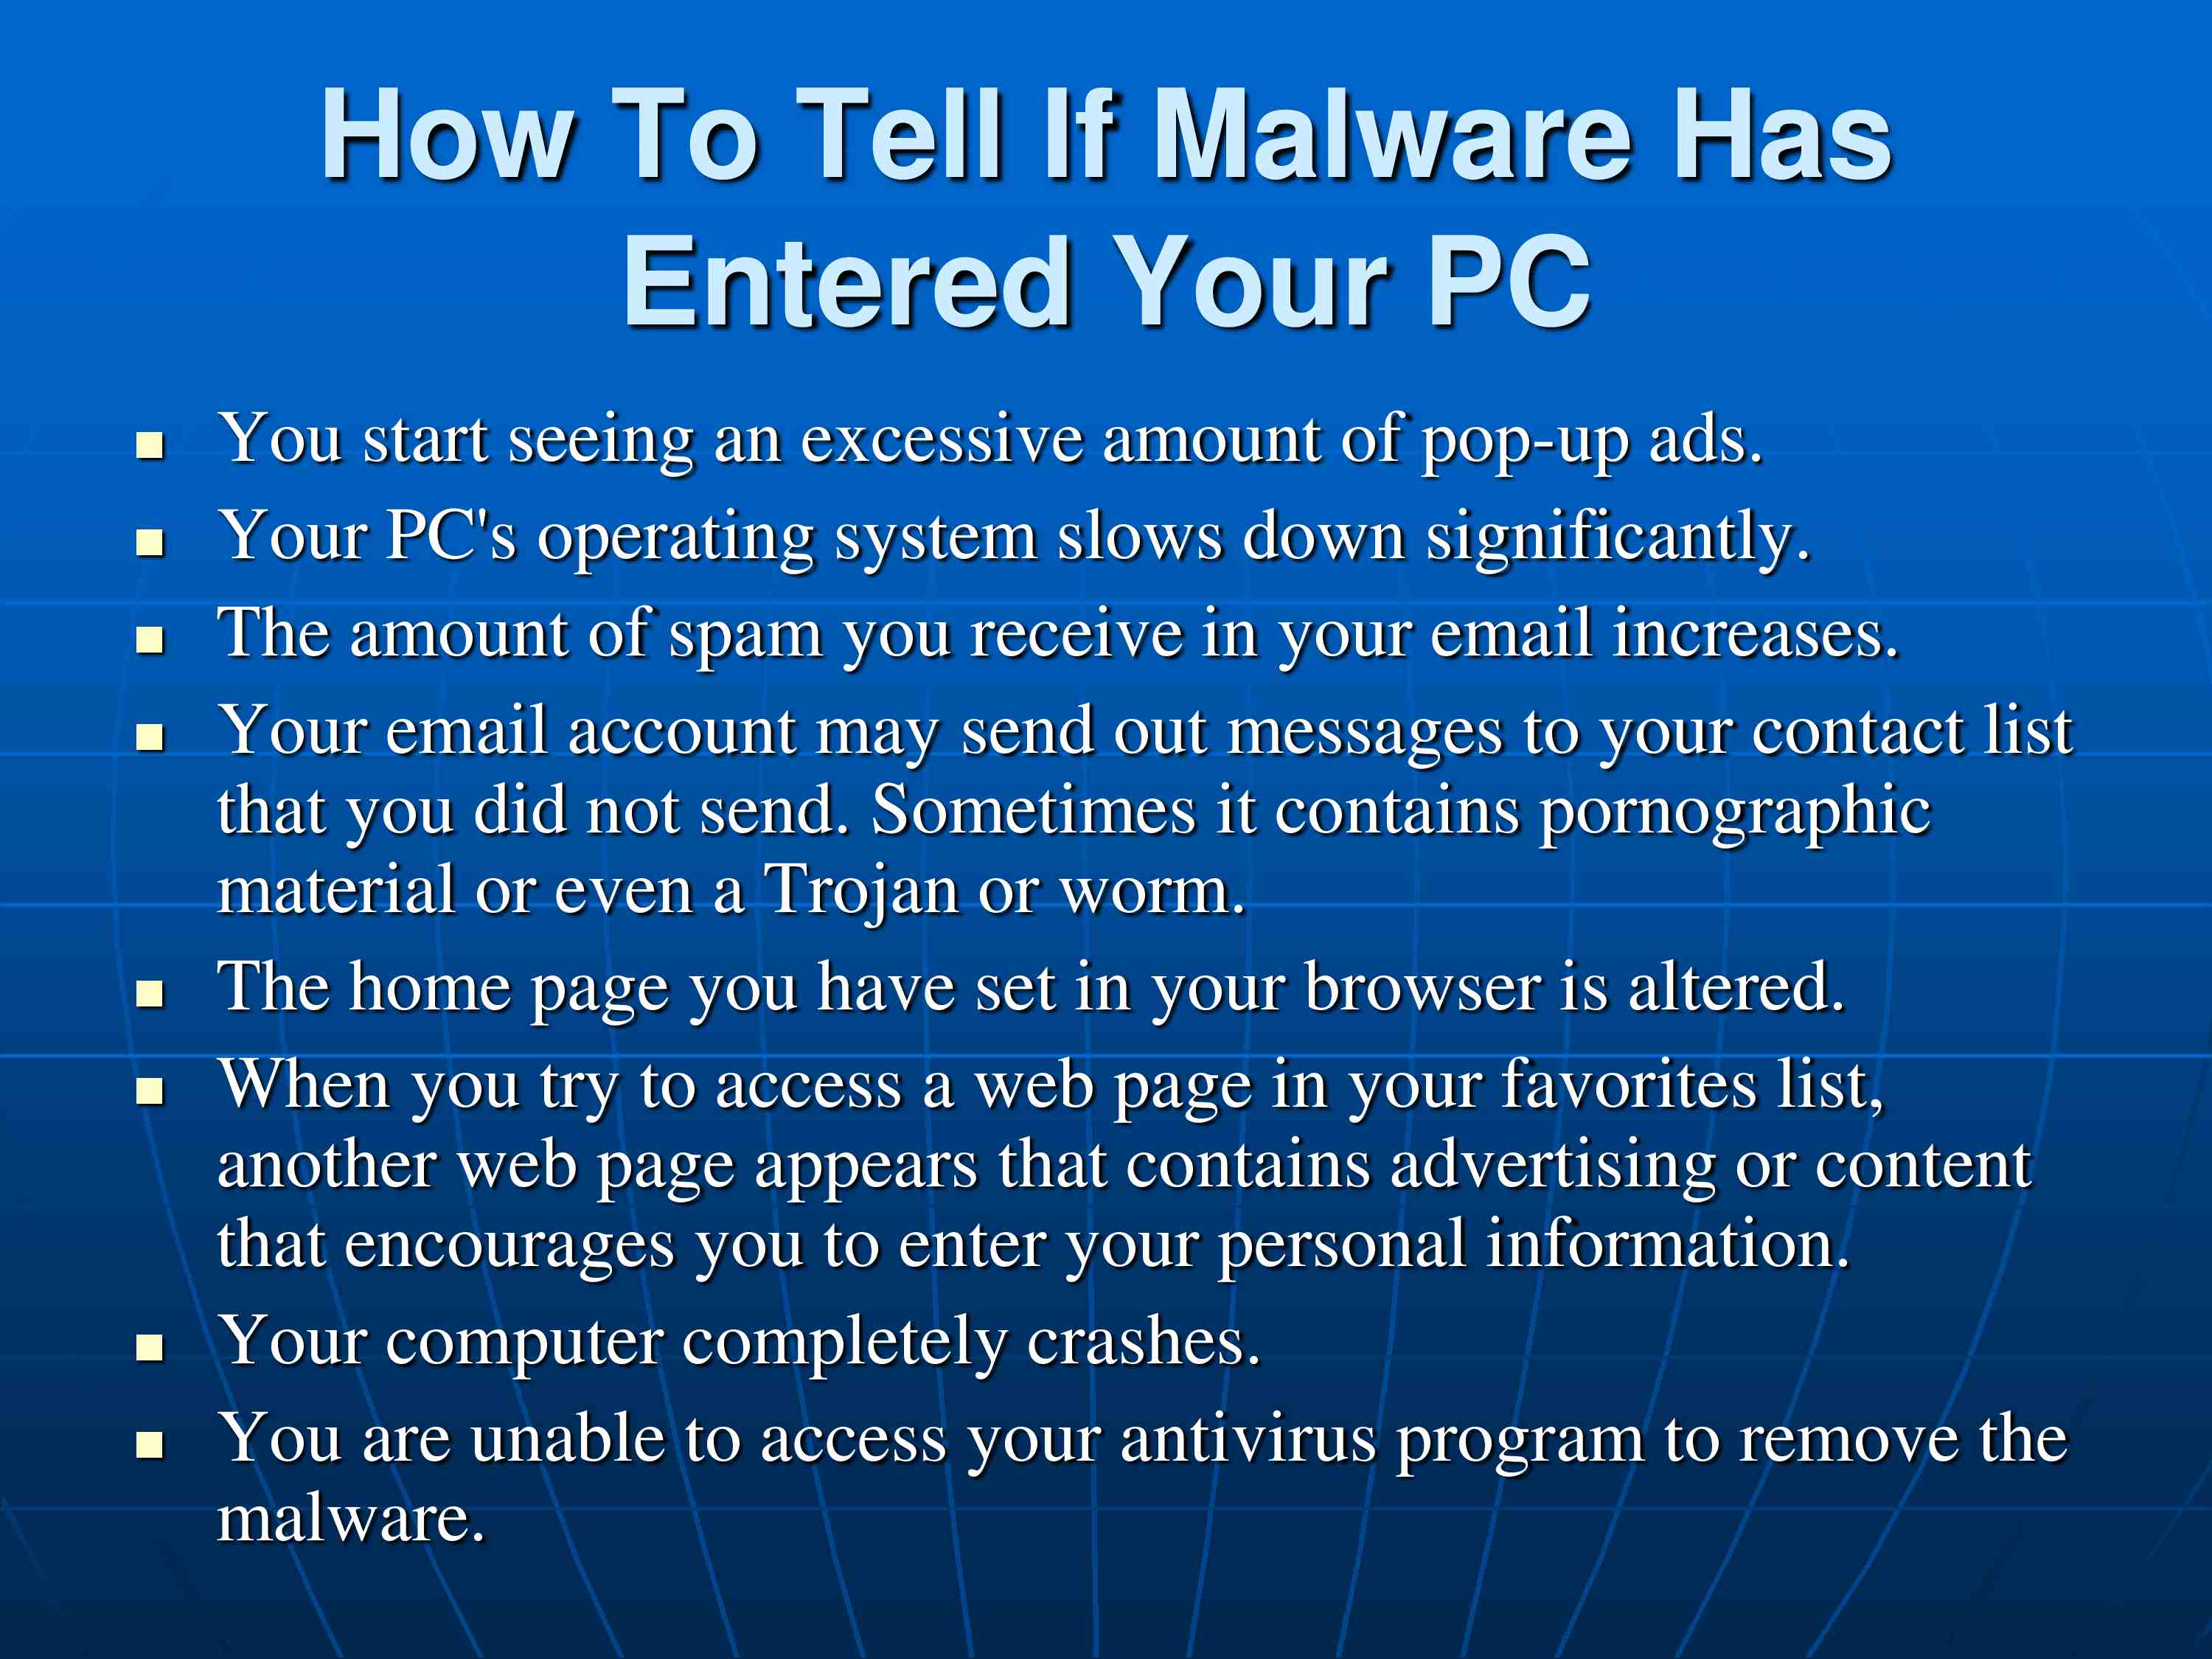 How To Tell If Malware Has
Entered Your PC
You start seeing an excessive amount of pop-up ads.
Your PC's operating system slows down significantly.
The amount of spam you receive in your email increases.
Your email account may send out messages to your contact list
that you did not send. Sometimes it contains pornographic
material or even a Trojan or worm.
The home page you have set in your browser is altered.
When you try to access a web page in your favorites list,
another web page appears that contains advertising or content
that encourages you to enter your personal information.
Your computer completely crashes.
You are unable to access your antivirus program to remove the
malware.